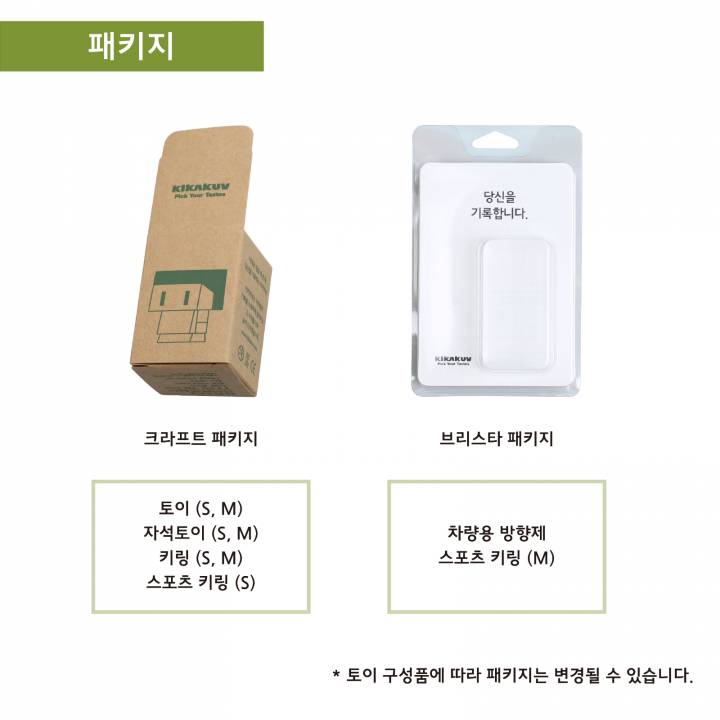 패키지
KIKAKUV
Pick Your Tastes
당신을
기록합니다.
KIKAKUV
Pick Your Tastes
크라프트 패키지
브리스타 패키지
토이 (S, M)
자석토이 (S, M)
키링 (S, M)
스포츠 키링 (S)
차량용 방향제
스포츠 키링 (M)
* 토이 구성품에 따라 패키지는 변경될 수 있습니다.